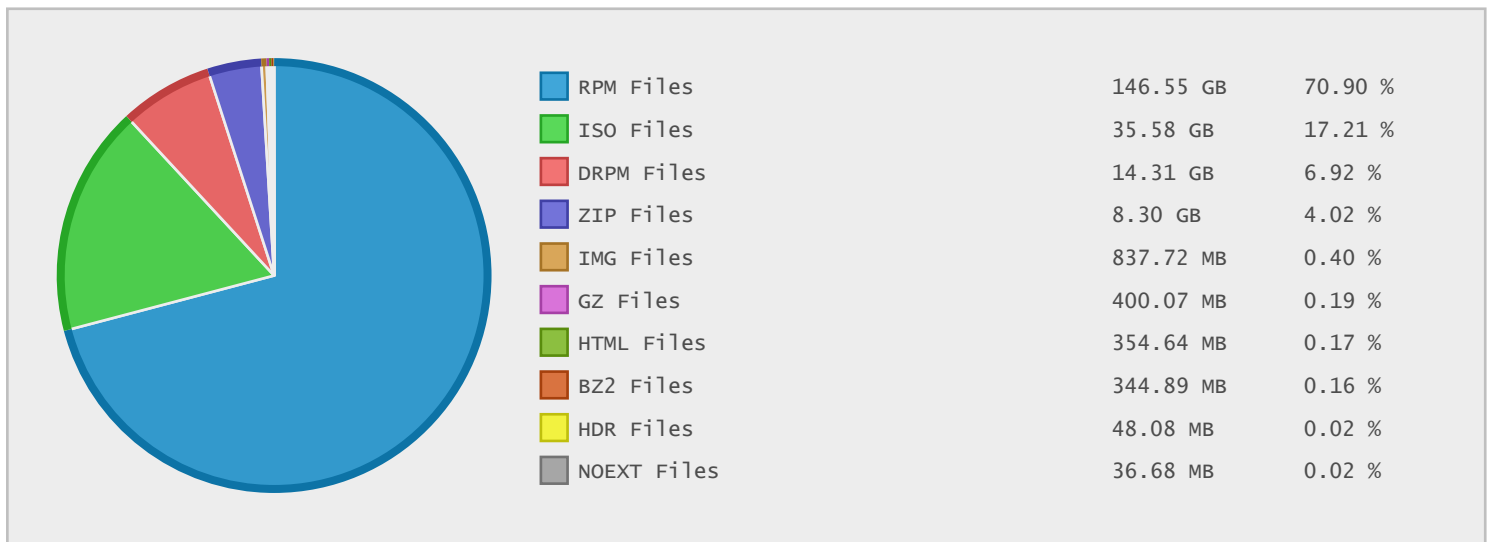 RPM Files 146.55 GB 70.90 %
ISO Files 35.58 GB 17.21 %
DRPM Files 14.31 GB 6.92 %
ZIP Files 8.30 GB 4.02 %
IMG Files 837.72 MB 0.40 %
GZ Files 400.07 MB 0.19 %
HTML Files 354.64 MB 0.17 %
BZ2 Files 344.89 MB 0.16 %
HDR Files 48.08 MB 0.02 %
NOEXT Files 36.68 MB 0.02 %